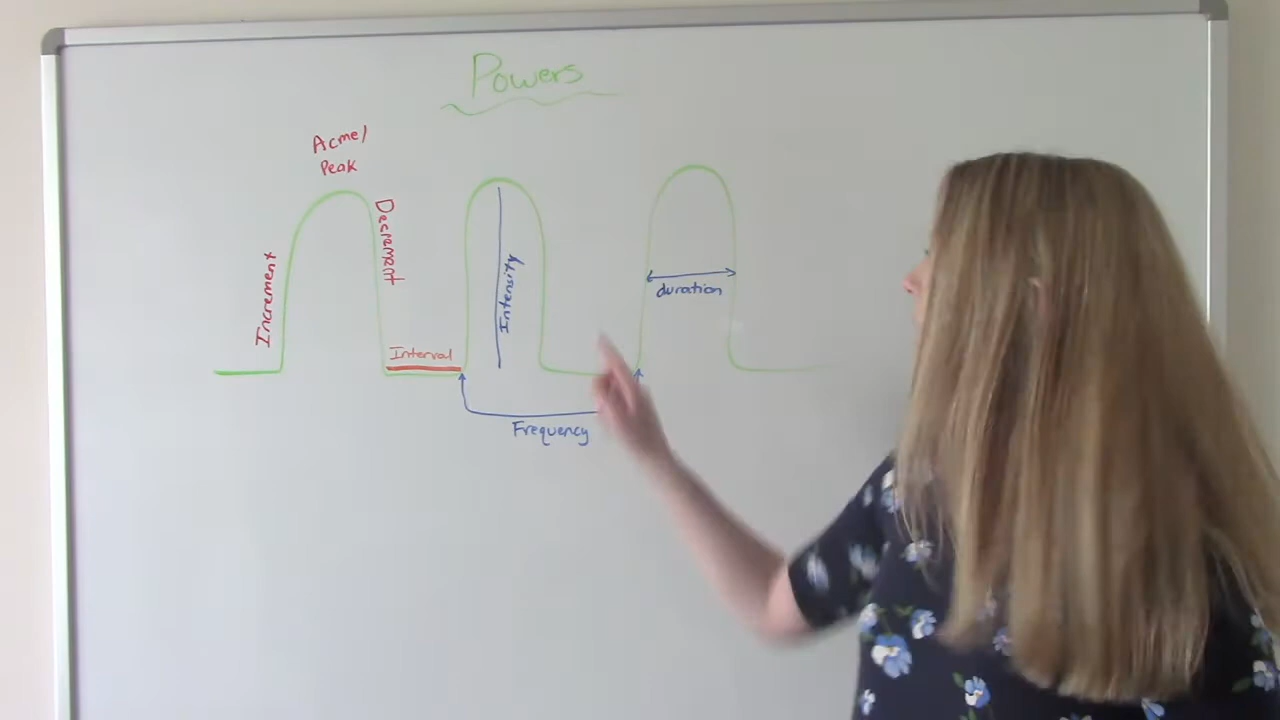 Powers
Acme/
Peak
Increment
Decrement
Interval
Intensity
duration
Frequency